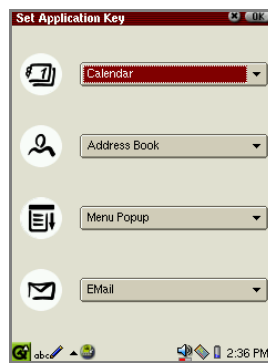 Set Application Key OK
Calendar
Address Book
Menu Popup
EMail
abc 2:36 PM